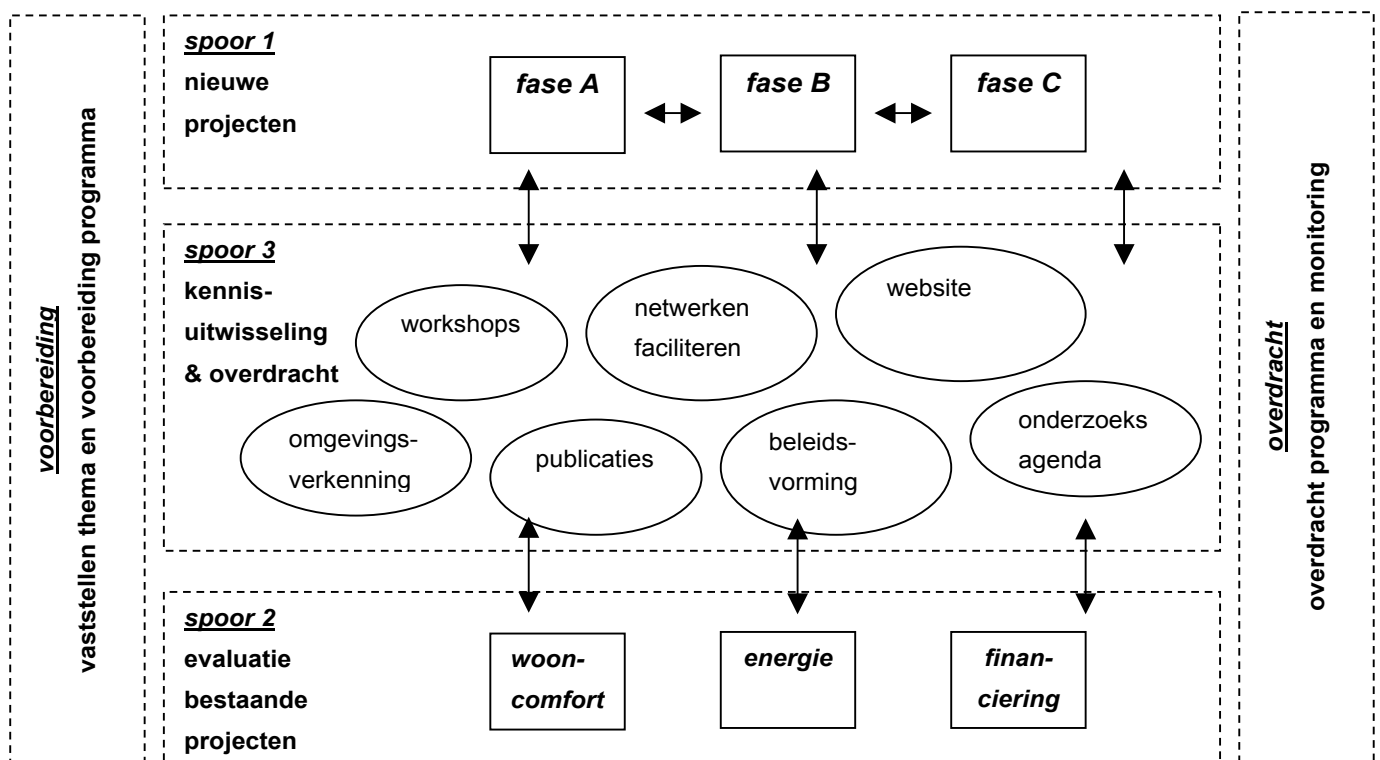 voorbereiding
vaststellen thema en voorbereiding programma
spoor 1
nieuwe
projecten
fase A
fase B
fase C
spoor 3
kennis-
uitwisseling
& overdracht
workshops
netwerken
faciliteren
website
omgevings-
verkenning
publicaties
beleids-
vorming
onderzoeks
agenda
spoor 2
evaluatie
bestaande
projecten
woon-
comfort
energie
finan-
ciering
overdracht
overdracht programma en monitoring